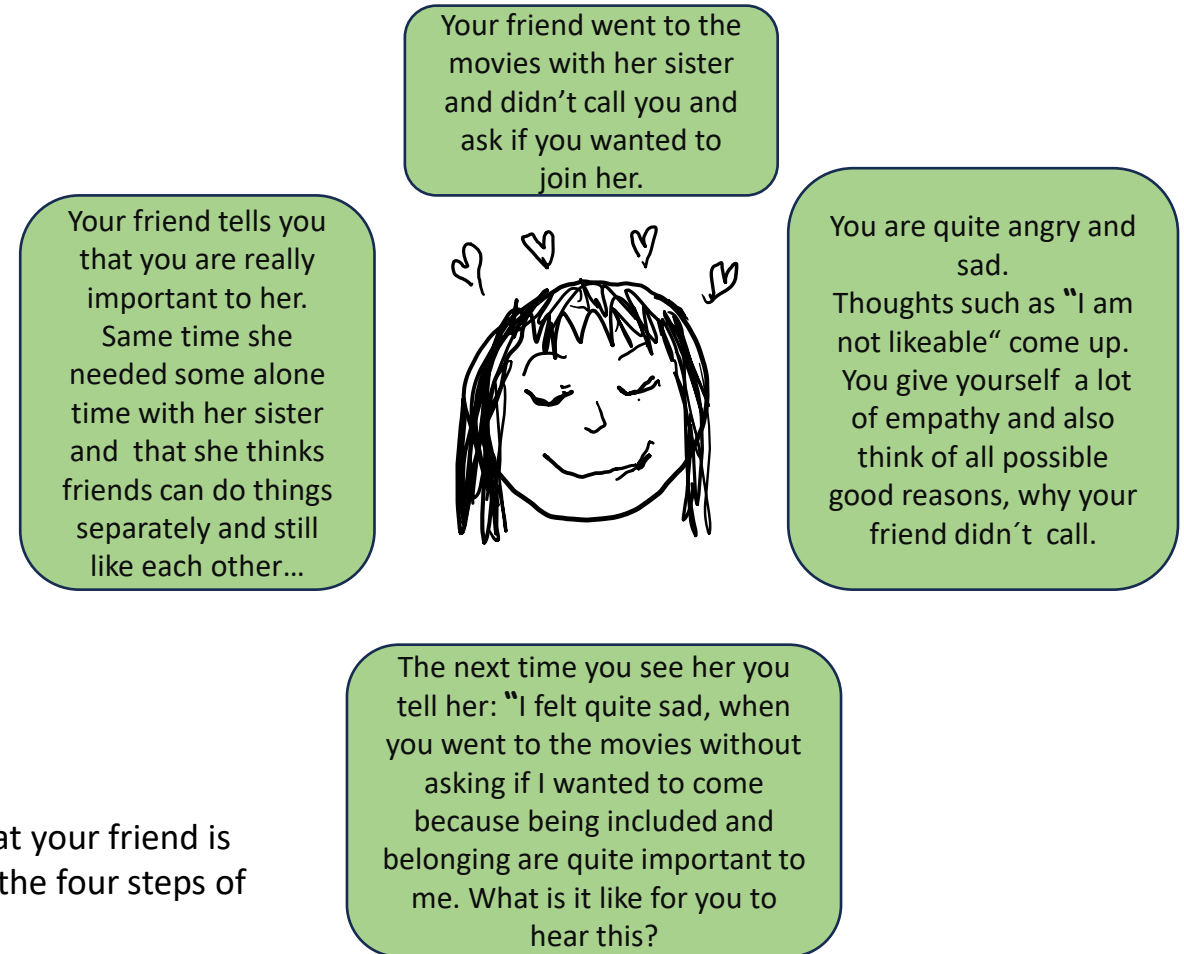 Your friend went to the
movies with her sister
and didn’t call you and
ask if you wanted to
join her.
You are quite angry and
sad.
Thoughts such as "I am
not likeable“ come up.
You give yourself  a lot
of empathy and also
think of all possible
good reasons, why your
friend didn´t  call.
The next time you see her you
tell her: "I felt quite sad, when
you went to the movies without
asking if I wanted to come
because being included and
belonging are quite important to
me. What is it like for you to
hear this?
Your friend tells you
that you are really
important to her.
Same time she
needed some alone
time with her sister
and  that she thinks
friends can do things
separately and still
like each other…
at your friend is
the four steps of